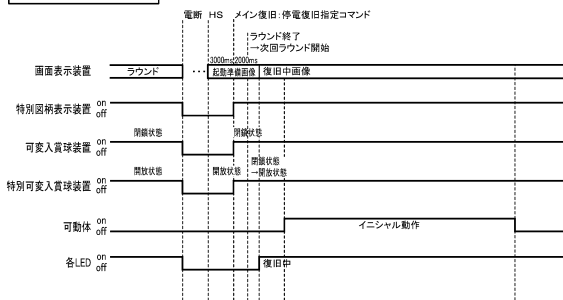 電断 HS メイン復旧:停電復旧指定コマンド
ラウンド終了
→次回ラウンド開始
3000ms 2000ms
画面表示装置 ラウンド ・・・ 起動準備画像 復旧中画像
特別図柄表示装置 on off
閉鎖状態 閉鎖状態
可変入賞球装置 on off
閉鎖状態
→開放状態
開放状態 開放状態
特別可変入賞球装置 on off
可動体 on off イニシャル動作
各LED on off 復旧中